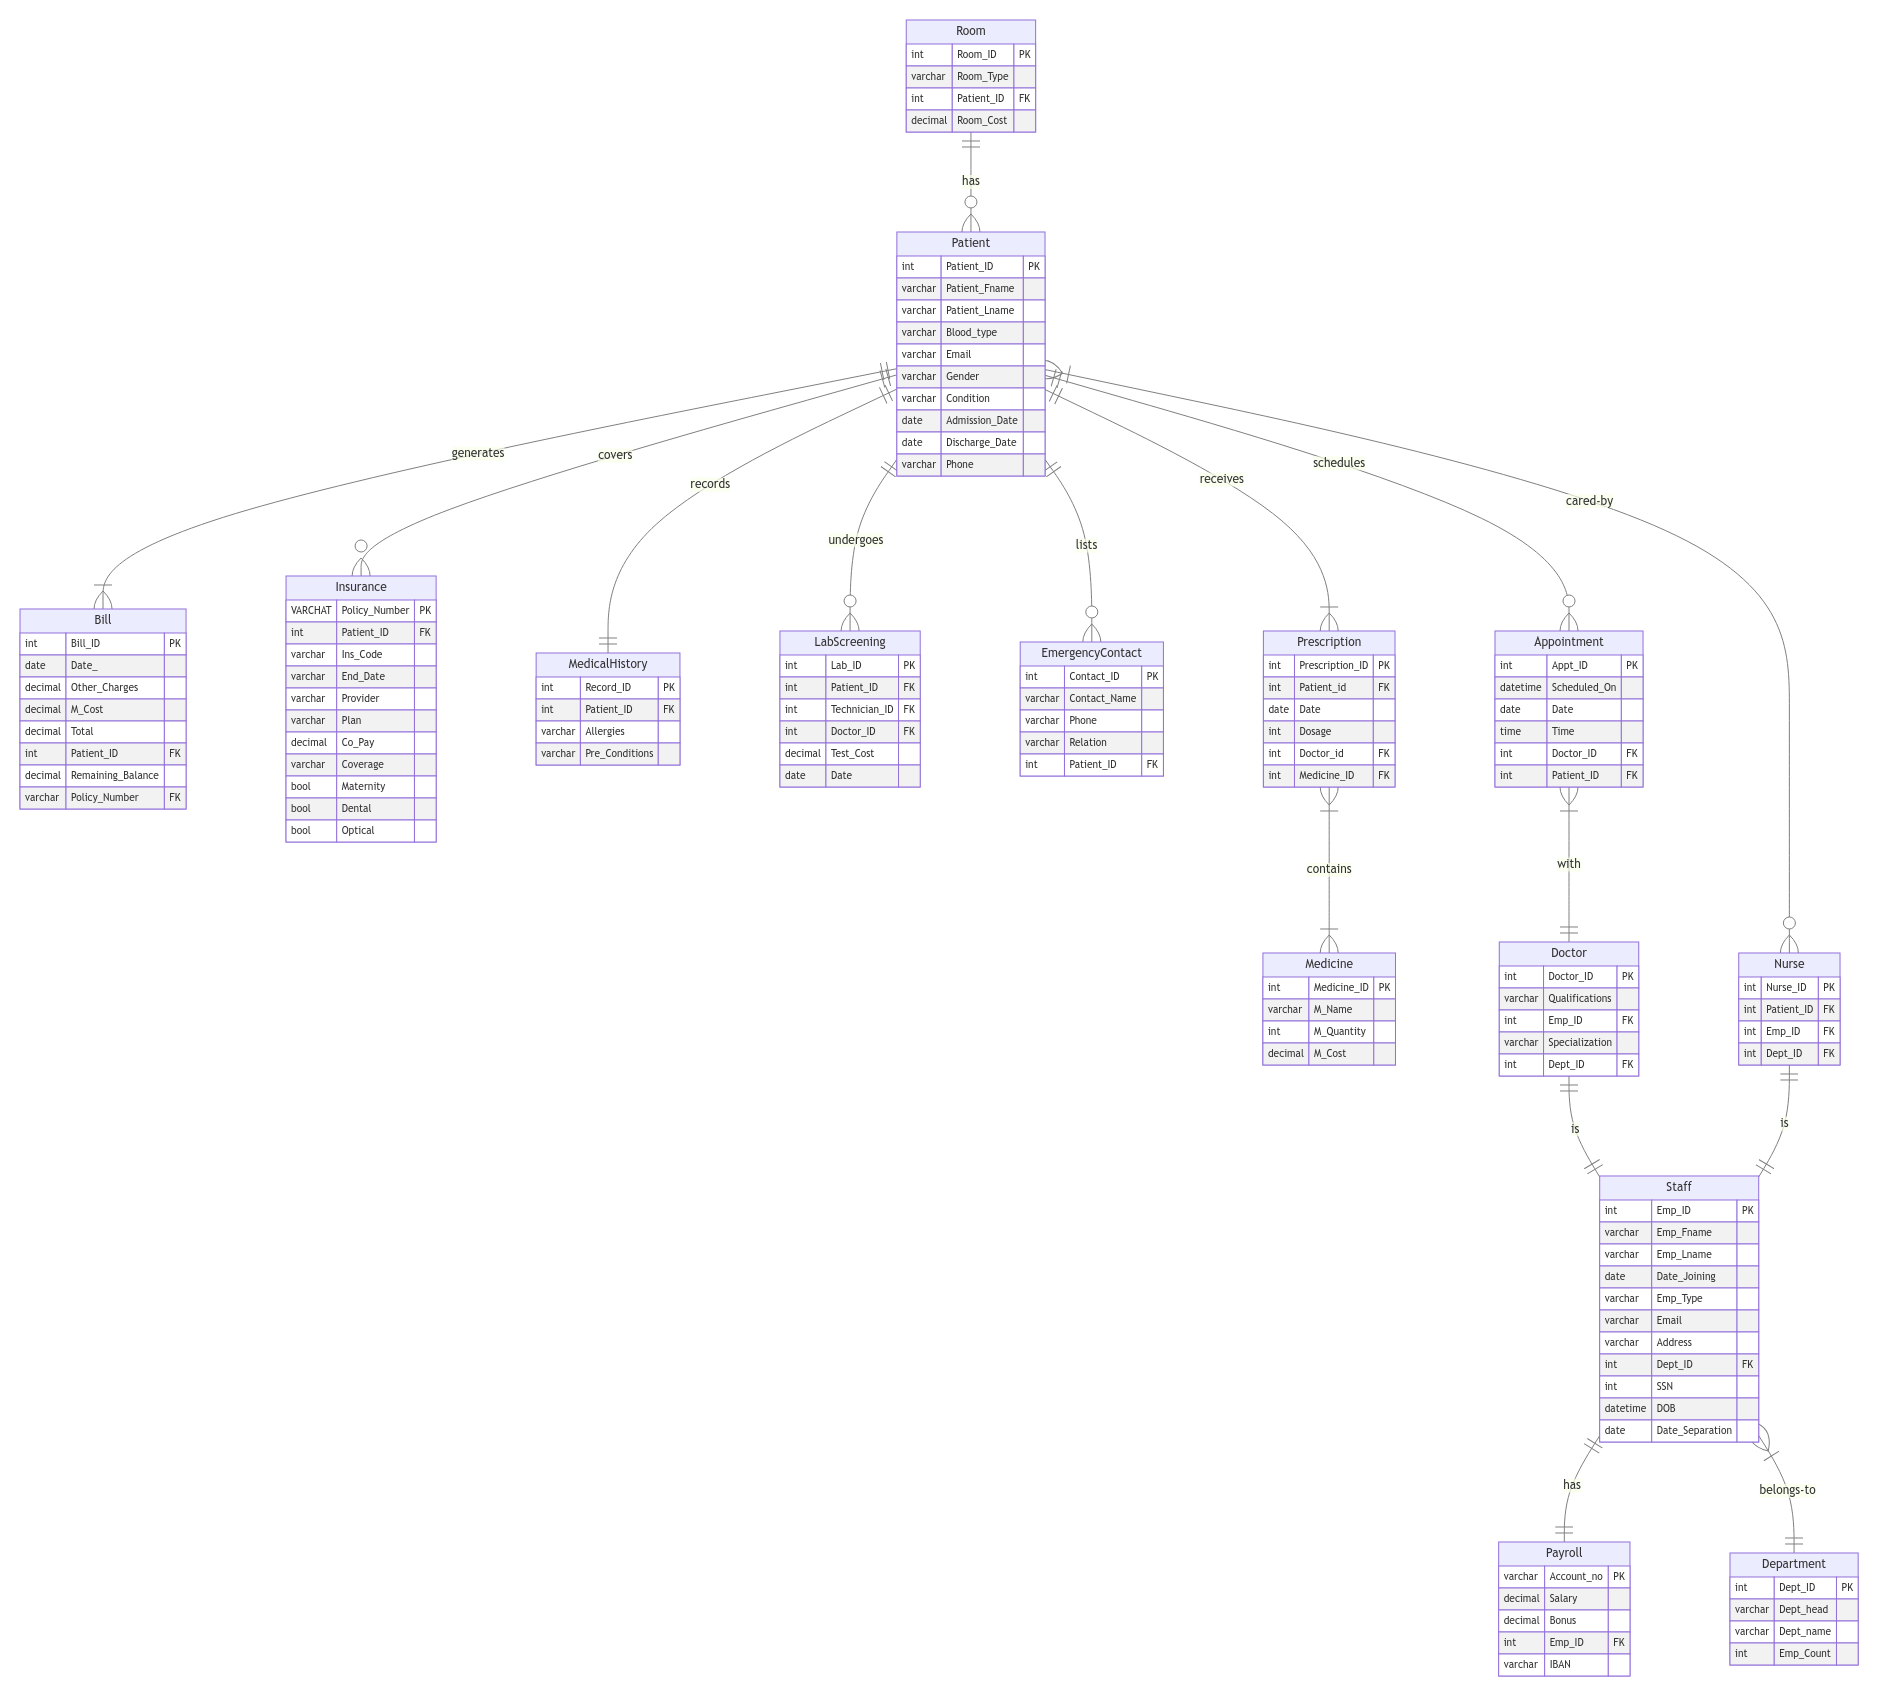 Room
int Room_ID PK
varchar Room_Type
int Patient_ID FK
decimal Room_Cost
has
Patient
int Patient_ID PK
varchar Patient_Fname
varchar Patient_Lname
varchar Blood_type
varchar Email
varchar Gender
varchar Condition
date Admission_Date
date Discharge_Date
varchar Phone
generates
covers
records
undergoes
lists
receives
schedules
cared-by
Bill
int Bill_ID PK
date Date_
decimal Other_Charges
decimal M_Cost
decimal Total
int Patient_ID FK
decimal Remaining_Balance
varchar Policy_Number FK
Insurance
VARCHAT Policy_Number PK
int Patient_ID FK
varchar Ins_Code
varchar End_Date
varchar Provider
varchar Plan
decimal Co_Pay
varchar Coverage
bool Maternity
bool Dental
bool Optical
MedicalHistory
int Record_ID PK
int Patient_ID FK
varchar Allergies
varchar Pre_Conditions
LabScreening
int Lab_ID PK
int Patient_ID FK
int Technician_ID FK
int Doctor_ID FK
decimal Test_Cost
date Date
EmergencyContact
int Contact_ID PK
varchar Contact_Name
varchar Phone
varchar Relation
int Patient_ID FK
Prescription
int Prescription_ID PK
int Patient_id FK
date Date
int Dosage
int Doctor_id FK
int Medicine_ID FK
Appointment
int Appt_ID PK
datetime Scheduled_On
date Date
time Time
int Doctor_ID FK
int Patient_ID FK
contains
with
Medicine
int Medicine_ID PK
varchar M_Name
int M_Quantity
decimal M_Cost
Doctor
int Doctor_ID PK
varchar Qualifications
int Emp_ID FK
varchar Specialization
int Dept_ID FK
Nurse
int Nurse_ID PK
int Patient_ID FK
int Emp_ID FK
int Dept_ID FK
is
is
Staff
int Emp_ID PK
varchar Emp_Fname
varchar Emp_Lname
date Date_Joining
varchar Emp_Type
varchar Email
varchar Address
int Dept_ID FK
int SSN
datetime DOB
date Date_Separation
has
belongs-to
Payroll
varchar Account_no PK
decimal Salary
decimal Bonus
int Emp_ID FK
varchar IBAN
Department
int Dept_ID PK
varchar Dept_head
varchar Dept_name
int Emp_Count